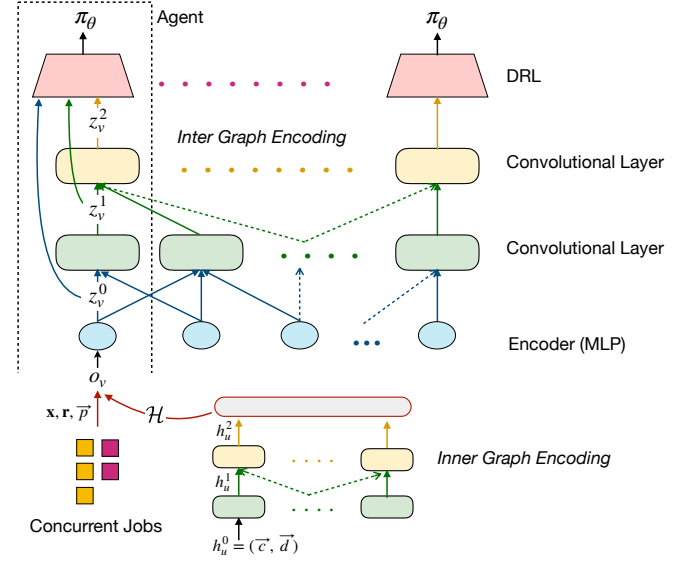 π_θ
Agent
π_θ
DRL
z_v^2
Inter Graph Encoding
Convolutional Layer
z_v^1
Convolutional Layer
z_v^0
Encoder (MLP)
o_v
x, r, p⃗
ℋ
h_u^2
Inner Graph Encoding
h_u^1
Concurrent Jobs
h_u^0 = (c⃗, d⃗)